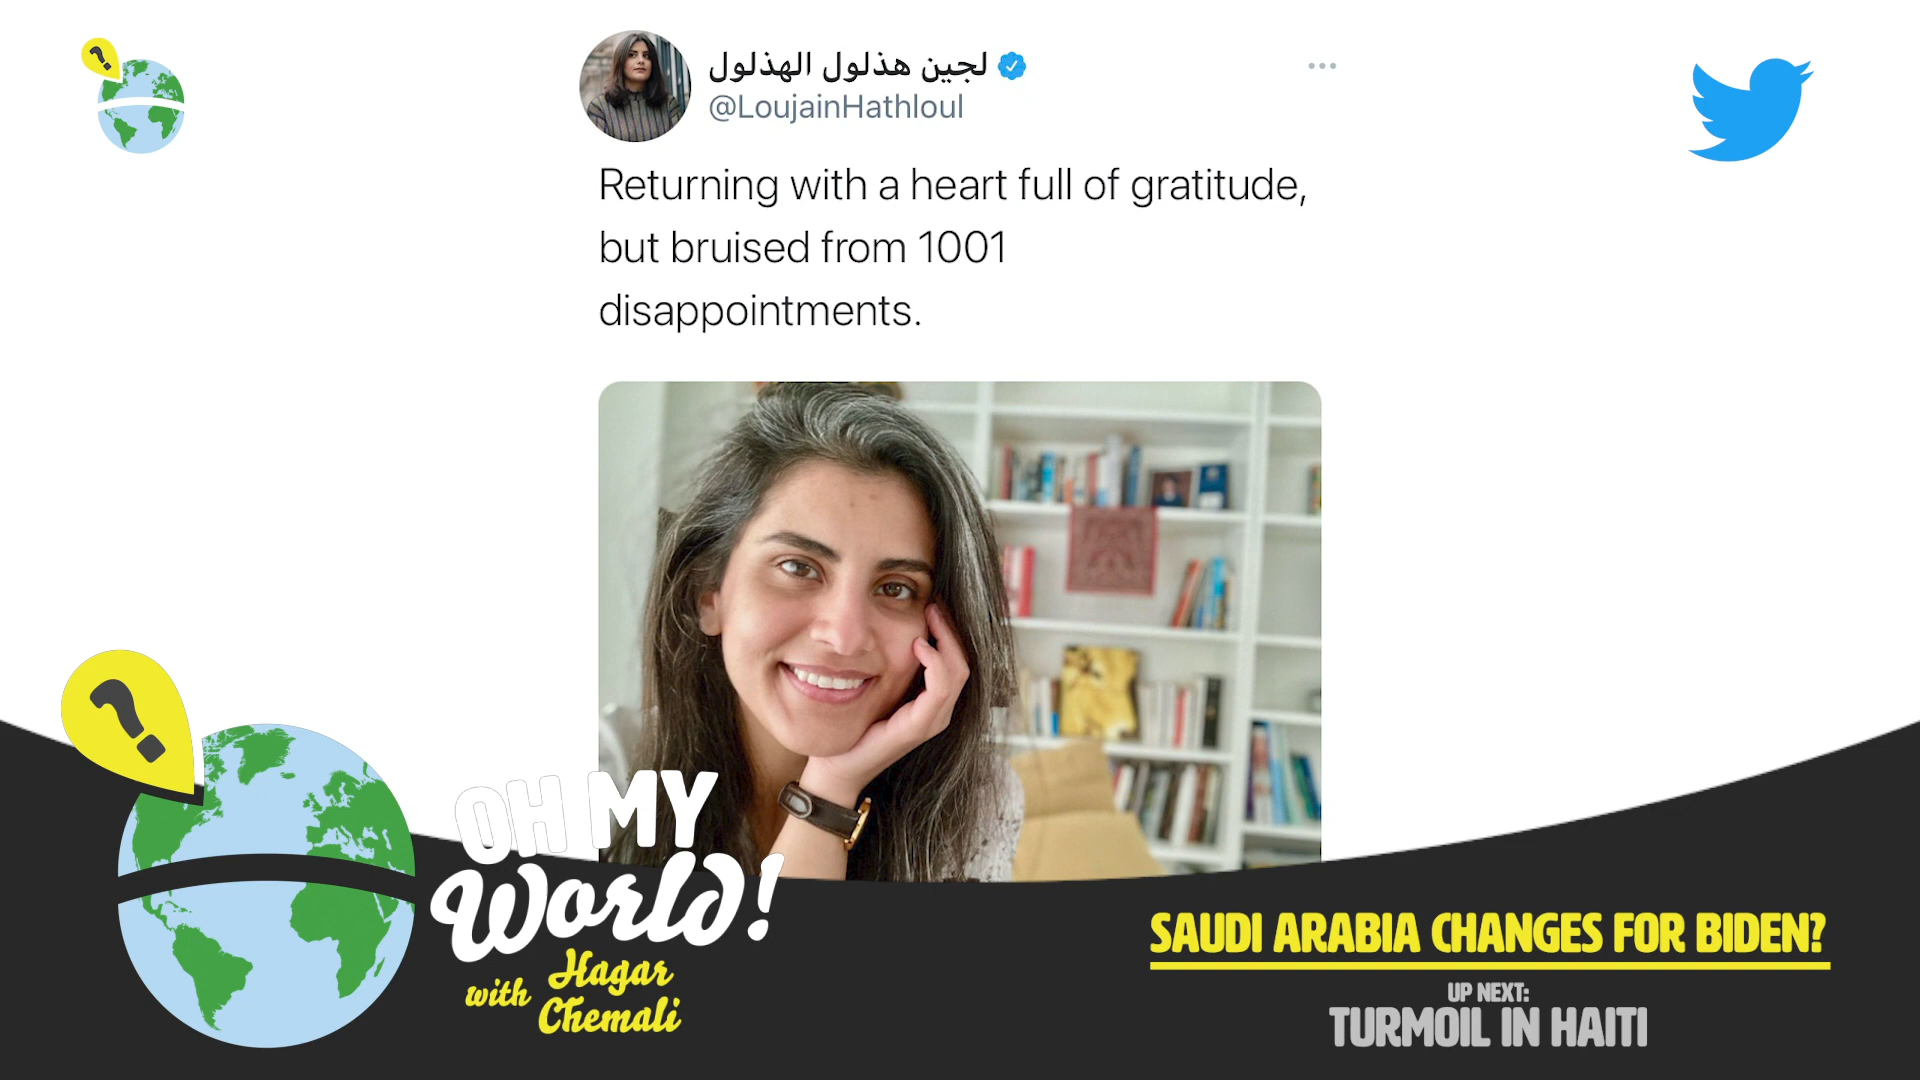 لجين هذلول الهذلول
@LoujainHathloul
Returning with a heart full of gratitude,
but bruised from 1001
disappointments.
OH MY
World!
with Hagar
Chemali
SAUDI ARABIA CHANGES FOR BIDEN?
UP NEXT:
TURMOIL IN HAITI